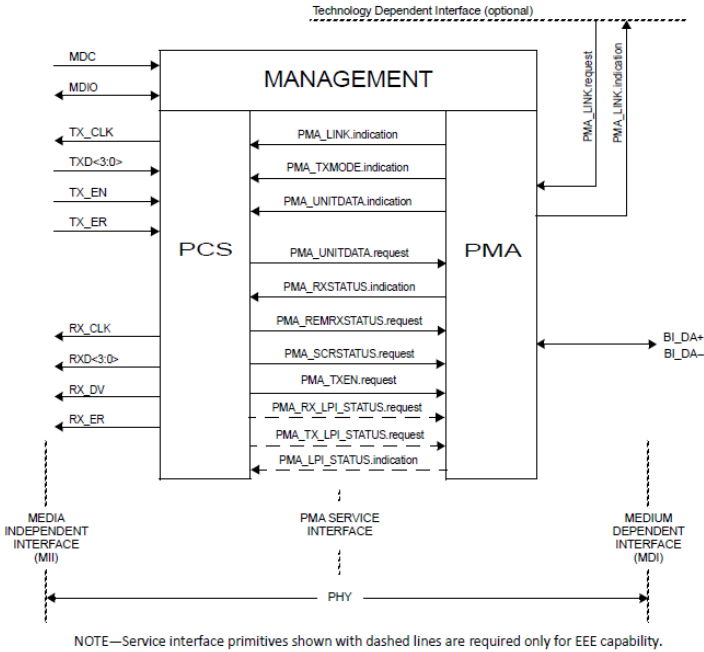 Technology Dependent Interface (optional)
MDC
MANAGEMENT
MDIO
PMA_LINK.request
PMA_LINK.indication
TX_CLK
PMA_LINK.indication
TXD<3:0>
PMA_TXMODE.indication
TX_EN
PMA_UNITDATA.indication
TX_ER
PCS
PMA
PMA_UNITDATA.request
PMA_RXSTATUS.indication
RX_CLK
PMA_REMRXSTATUS.request
BI_DA+
BI_DA–
RXD<3:0>
PMA_SCRSTATUS.request
RX_DV
PMA_TXEN.request
RX_ER
PMA_RX_LPI_STATUS.request
PMA_TX_LPI_STATUS.request
PMA_LPI_STATUS.indication
MEDIA
INDEPENDENT
INTERFACE
(MII)
PMA SERVICE
INTERFACE
MEDIUM
DEPENDENT
INTERFACE
(MDI)
PHY
NOTE—Service interface primitives shown with dashed lines are required only for EEE capability.